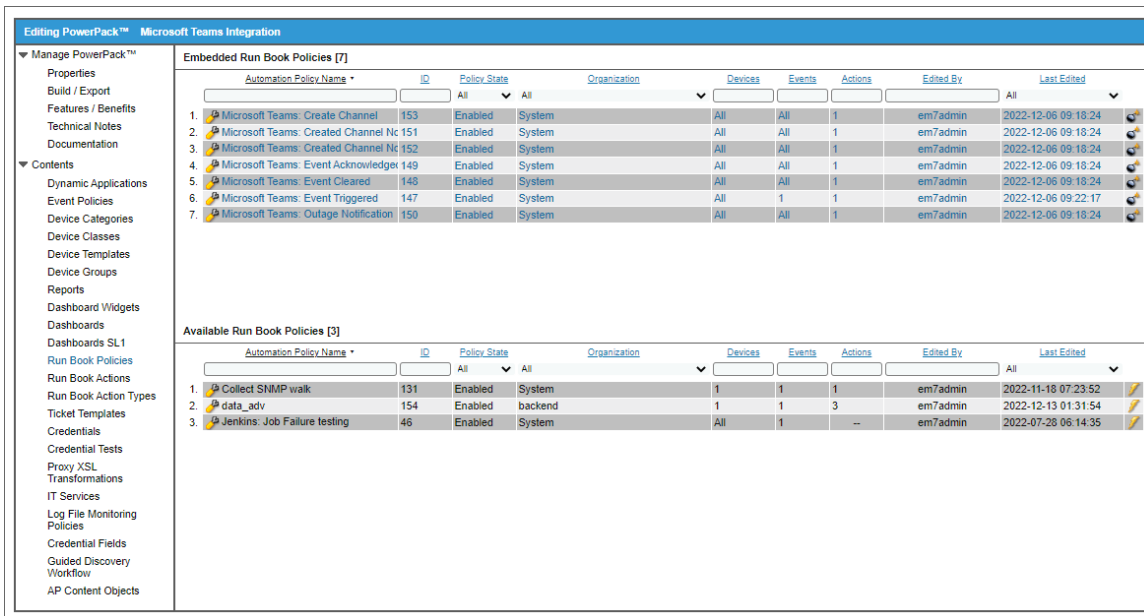 Editing PowerPack™ Microsoft Teams Integration
Manage PowerPack™
Properties
Build / Export
Features / Benefits
Technical Notes
Documentation
Contents
Dynamic Applications
Event Policies
Device Categories
Device Classes
Device Templates
Device Groups
Reports
Dashboard Widgets
Dashboards
Dashboards SL1
Run Book Policies
Run Book Actions
Run Book Action Types
Ticket Templates
Credentials
Credential Tests
Proxy XSL
Transformations
IT Services
Log File Monitoring
Policies
Credential Fields
Guided Discovery
Workflow
AP Content Objects
Embedded Run Book Policies [7]
Automation Policy Name • ID Policy State Organization Devices Events Actions Edited By Last Edited
All All All
1. Microsoft Teams: Create Channel 153 Enabled System All All 1 em7admin 2022-12-06 09:18:24
2. Microsoft Teams: Created Channel Nc 151 Enabled System All All 1 em7admin 2022-12-06 09:18:24
3. Microsoft Teams: Created Channel Nc 152 Enabled System All All 1 em7admin 2022-12-06 09:18:24
4. Microsoft Teams: Event Acknowledged 149 Enabled System All All 1 em7admin 2022-12-06 09:18:24
5. Microsoft Teams: Event Cleared 148 Enabled System All All 1 em7admin 2022-12-06 09:18:24
6. Microsoft Teams: Event Triggered 147 Enabled System All 1 1 em7admin 2022-12-06 09:22:17
7. Microsoft Teams: Outage Notification 150 Enabled System All All 1 em7admin 2022-12-06 09:18:24
Available Run Book Policies [3]
Automation Policy Name • ID Policy State Organization Devices Events Actions Edited By Last Edited
All All All
1. Collect SNMP walk 131 Enabled System 1 1 1 em7admin 2022-11-18 07:23:52
2. data_adv 154 Enabled backend 1 1 3 em7admin 2022-12-13 01:31:54
3. Jenkins: Job Failure testing 46 Enabled System All 1 -- em7admin 2022-07-28 06:14:35